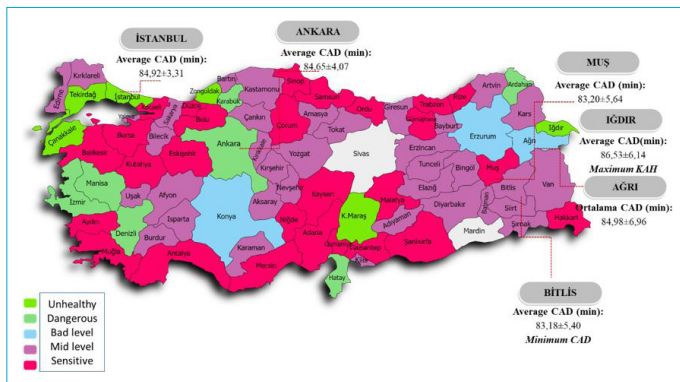 İSTANBUL
Average CAD (min):
84,92±3,31
ANKARA
Average CAD (min):
84,65±4,07
MUŞ
Average CAD (min):
83,20±5,64
IĞDIR
Average CAD(min):
86,53±6,14
Maximum KAH
AĞRI
Ortalama CAD (min):
84,98±6,96
BİTLİS
Average CAD (min):
83,18±5,40
Minimum CAD
Kırklareli
Edirne
Tekirdağ
İstanbul
Çanakkale
Balıkesir
Bursa
Yalova
Kocaeli
Sakarya
Düzce
Bolu
Bilecik
Kütahya
Eskişehir
Zonguldak
Bartın
Karabük
Kastamonu
Çankırı
Sinop
Samsun
Çorum
Amasya
Tokat
Ordu
Giresun
Trabzon
Rize
Artvin
Ardahan
Kars
Gümüşhane
Bayburt
Erzurum
Ağrı
Iğdır
Ankara
Kırıkkale
Yozgat
Kırşehir
Nevşehir
Sivas
Erzincan
Tunceli
Bingöl
Muş
Bitlis
Van
Manisa
İzmir
Uşak
Afyon
Aydın
Denizli
Muğla
Burdur
Isparta
Antalya
Konya
Aksaray
Niğde
Karaman
Mersin
Kayseri
Adana
K.Maraş
Osmaniye
Hatay
Kilis
Gaziantep
Malatya
Adıyaman
Şanlıurfa
Elazığ
Diyarbakır
Batman
Mardin
Siirt
Şırnak
Hakkari
Unhealthy
Dangerous
Bad level
Mid level
Sensitive